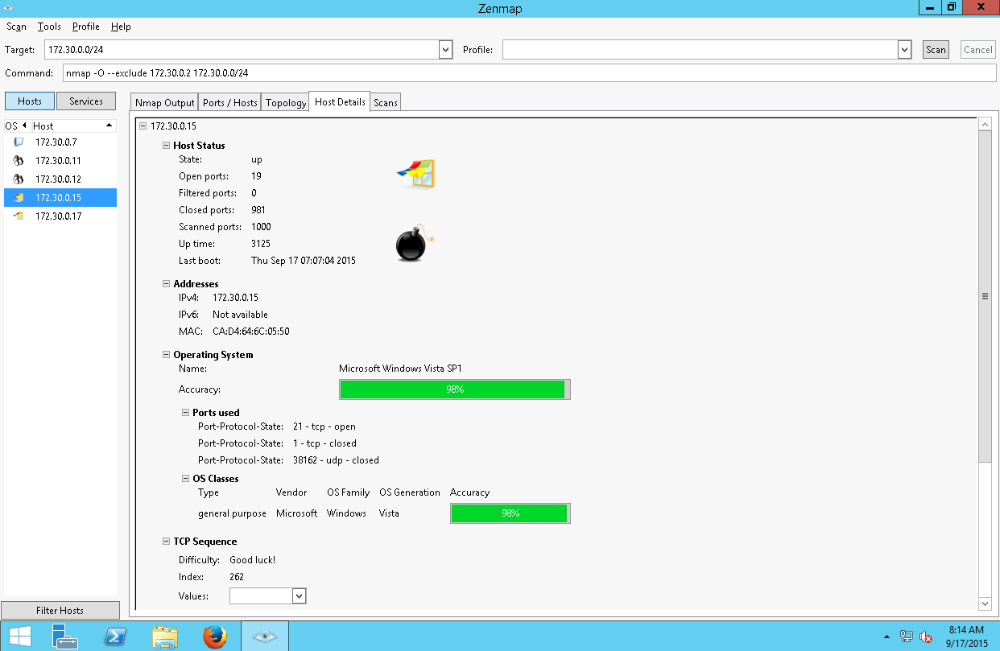 Zenmap
Scan Tools Profile Help
Target: 172.30.0.0/24 Profile: Scan Cancel
Command: nmap -O --exclude 172.30.0.2 172.30.0.0/24
Hosts Services
Nmap Output Ports / Hosts Topology Host Details Scans
OS Host
172.30.0.7
172.30.0.11
172.30.0.12
172.30.0.15
172.30.0.17
Filter Hosts
172.30.0.15
Host Status
State: up
Open ports: 19
Filtered ports: 0
Closed ports: 981
Scanned ports: 1000
Up time: 3125
Last boot: Thu Sep 17 07:07:04 2015
Addresses
IPv4: 172.30.0.15
IPv6: Not available
MAC: CA:D4:64:6C:05:50
Operating System
Name: Microsoft Windows Vista SP1
Accuracy: 98%
Ports used
Port-Protocol-State: 21 - tcp - open
Port-Protocol-State: 1 - tcp - closed
Port-Protocol-State: 38162 - udp - closed
OS Classes
Type Vendor OS Family OS Generation Accuracy
general purpose Microsoft Windows Vista 98%
TCP Sequence
Difficulty: Good luck!
Index: 262
Values:
8:14 AM
9/17/2015